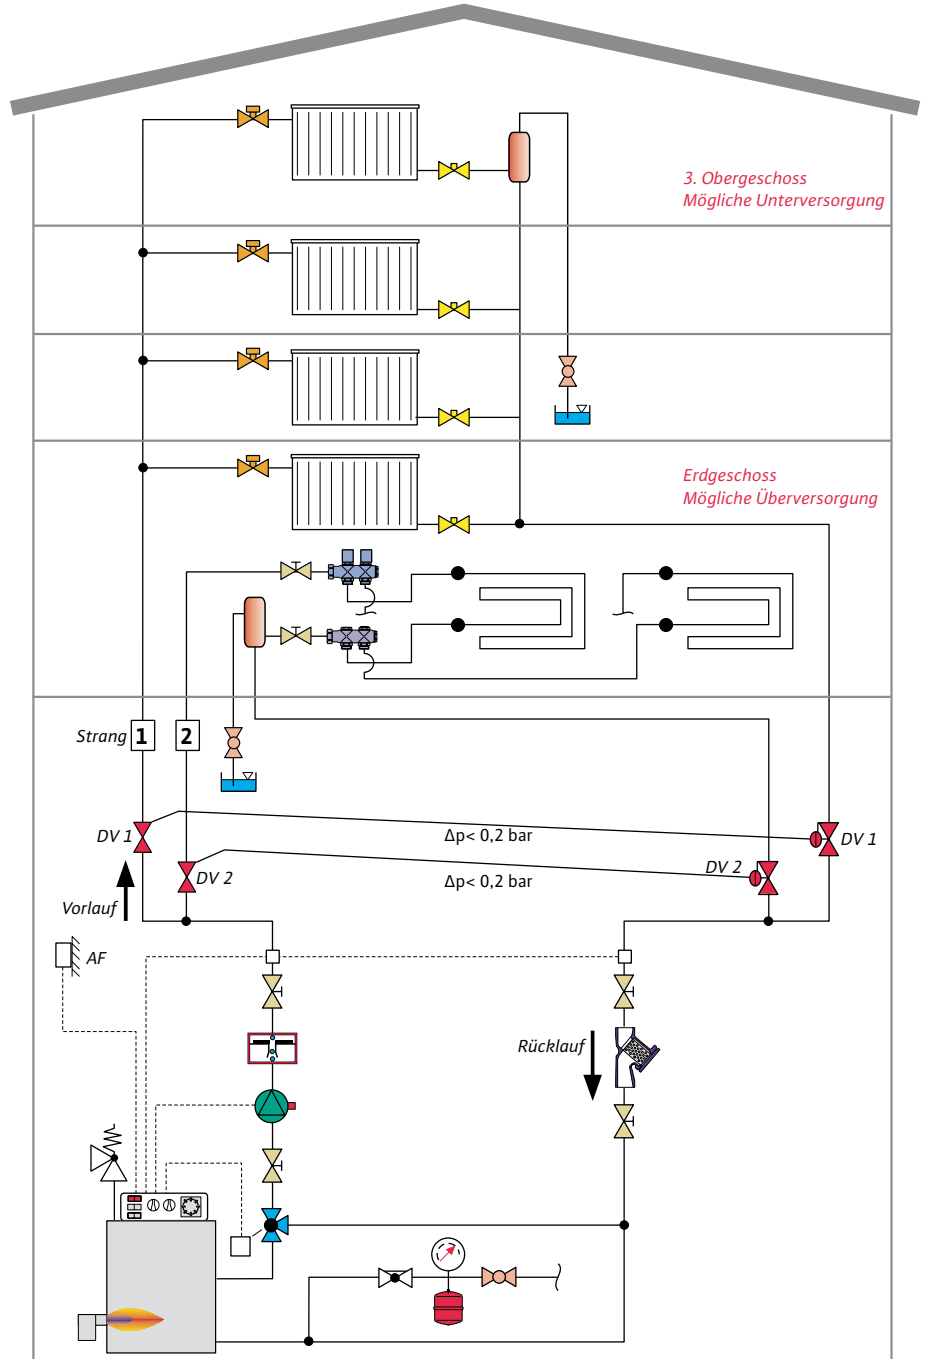 3. Obergeschoss
Mögliche Unterversorgung
Erdgeschoss
Mögliche Überversorgung
Strang 1 2
DV 1
Δp< 0,2 bar
DV 1
DV 2
Δp< 0,2 bar
DV 2
Vorlauf
AF
Rücklauf